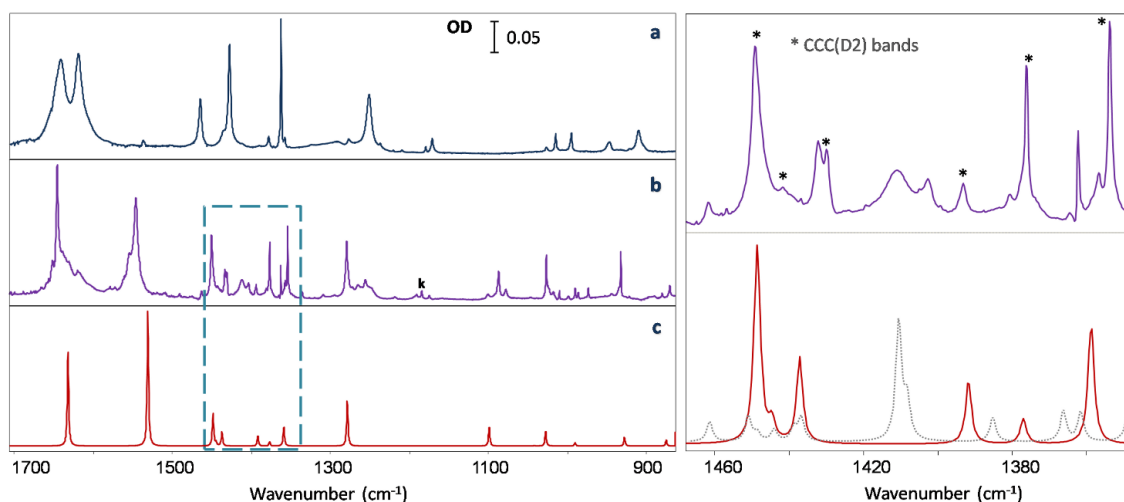 OD
0.05
a
b
k
c
1700
1500
1300
1100
900
Wavenumber (cm⁻¹)
* CCC(D2) bands
*
*
*
*
*
*
1460
1420
1380
Wavenumber (cm⁻¹)